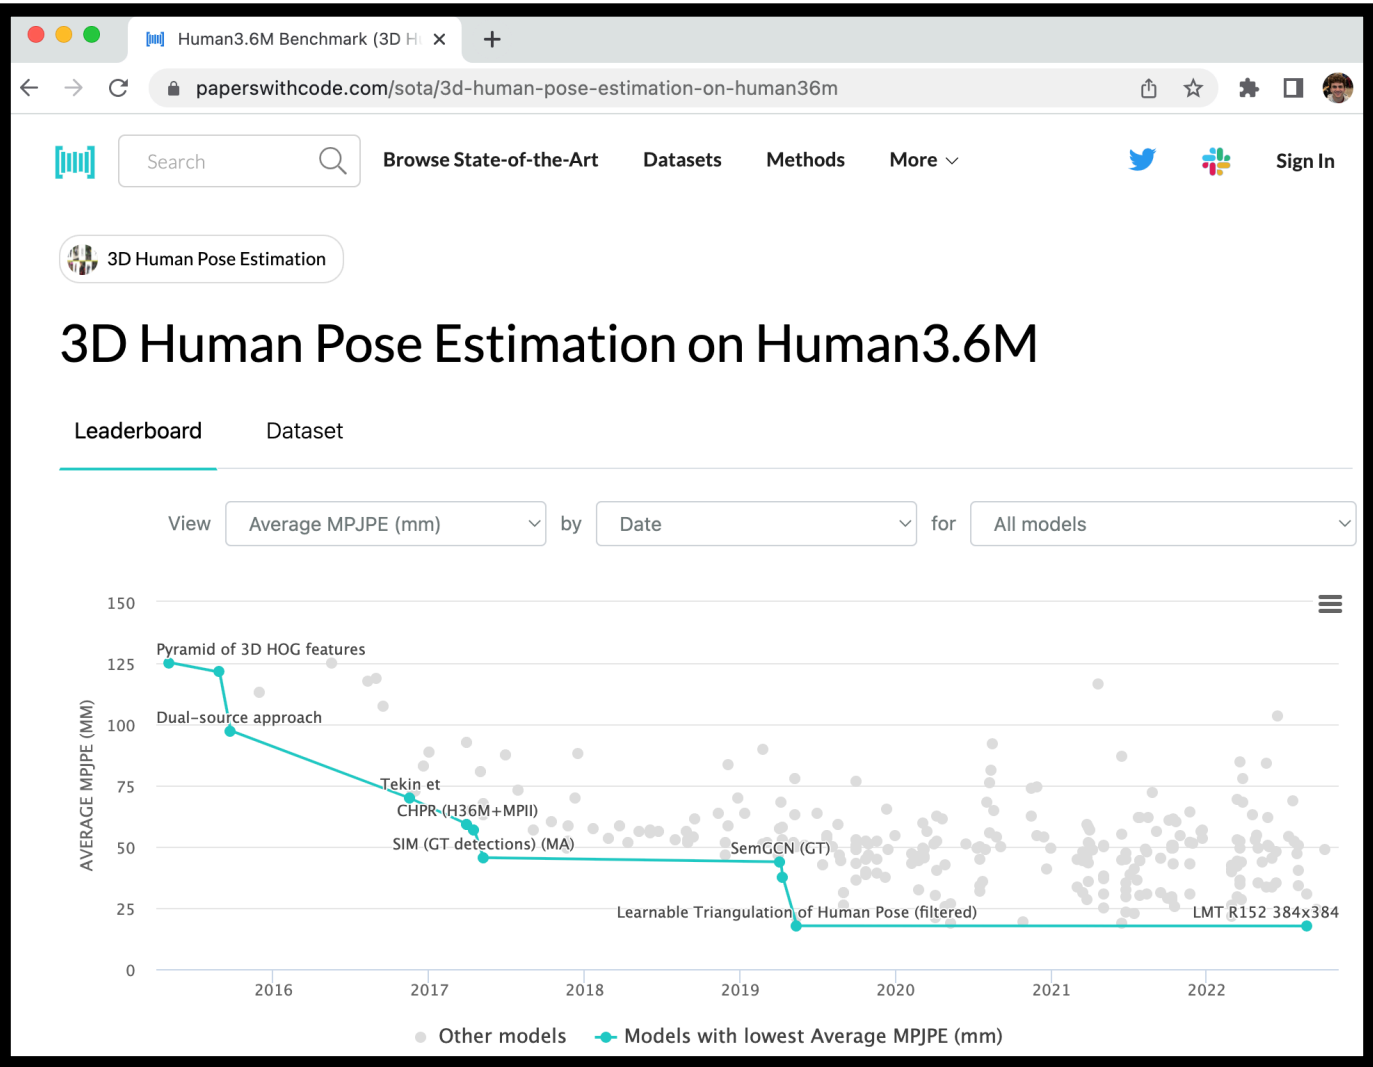 Human3.6M Benchmark (3D H
paperswithcode.com/sota/3d-human-pose-estimation-on-human36m
Search
Browse State-of-the-Art
Datasets
Methods
More
Sign In
3D Human Pose Estimation
3D Human Pose Estimation on Human3.6M
Leaderboard
Dataset
View
Average MPJPE (mm)
by
Date
for
All models
AVERAGE MPJPE (MM)
150
125
100
75
50
25
0
Pyramid of 3D HOG features
Dual-source approach
Tekin et
CHPR (H36M+MPII)
SIM (GT detections) (MA)
SemGCN (GT)
Learnable Triangulation of Human Pose (filtered)
LMT R152 384x384
2016
2017
2018
2019
2020
2021
2022
Other models
Models with lowest Average MPJPE (mm)